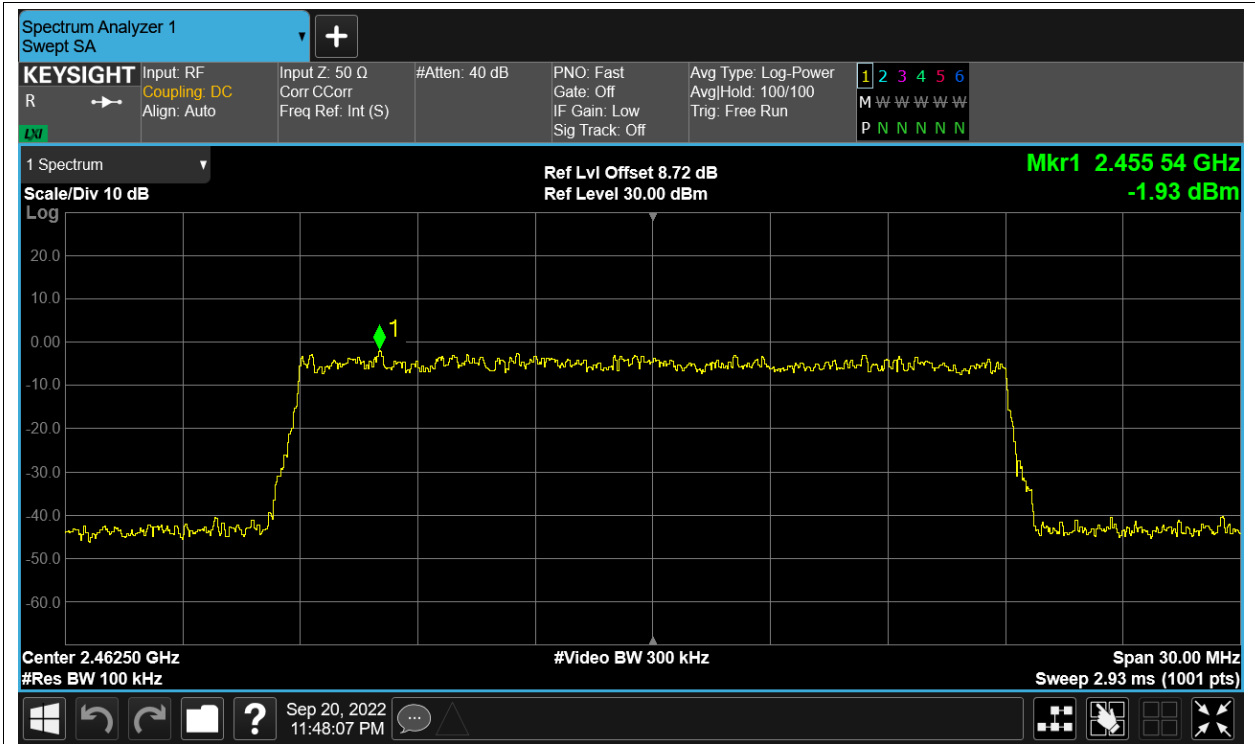 Spectrum Analyzer 1
Swept SA
▼
+
KEYSIGHT
R
LXI
Input: RF
Coupling: DC
Align: Auto
Input Z: 50 Ω
Corr CCorr
Freq Ref: Int (S)
#Atten: 40 dB
PNO: Fast
Gate: Off
IF Gain: Low
Sig Track: Off
Avg Type: Log-Power
Avg|Hold: 100/100
Trig: Free Run
1 2 3 4 5 6
M W W W W W
P N N N N N
1 Spectrum
▼
Scale/Div 10 dB
Log
Ref Lvl Offset 8.72 dB
Ref Level 30.00 dBm
Mkr1 2.455 54 GHz
-1.93 dBm
20.0
10.0
0.00
-10.0
-20.0
-30.0
-40.0
-50.0
-60.0
1
Center 2.46250 GHz
#Res BW 100 kHz
#Video BW 300 kHz
Span 30.00 MHz
Sweep 2.93 ms (1001 pts)
?
Sep 20, 2022
11:48:07 PM